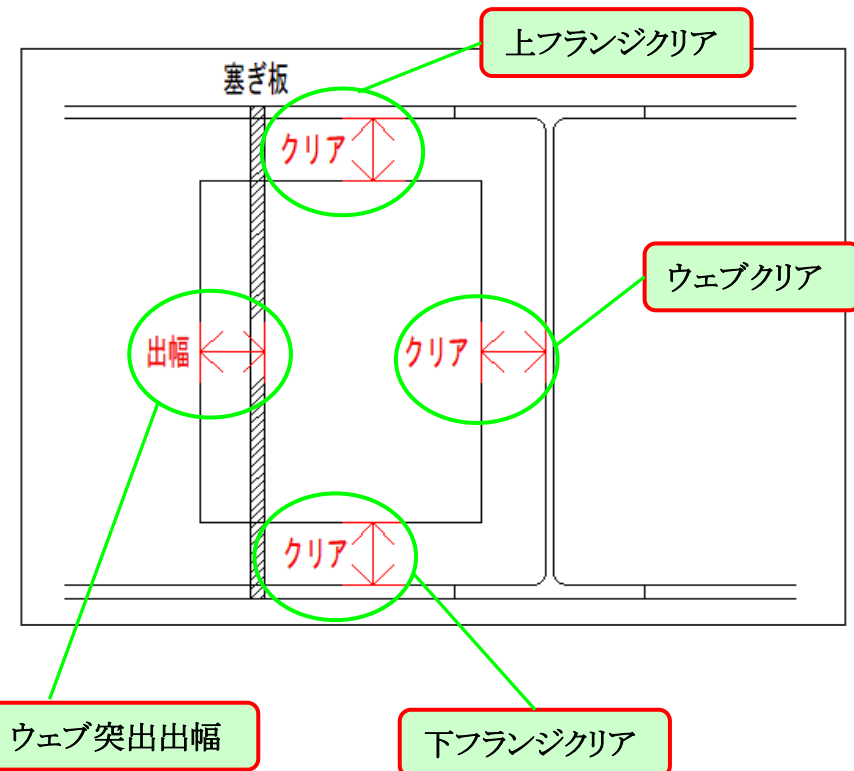 上フランジクリア
塞ぎ板
クリア
ウェブクリア
出幅
クリア
クリア
ウェブ突出出幅
下フランジクリア